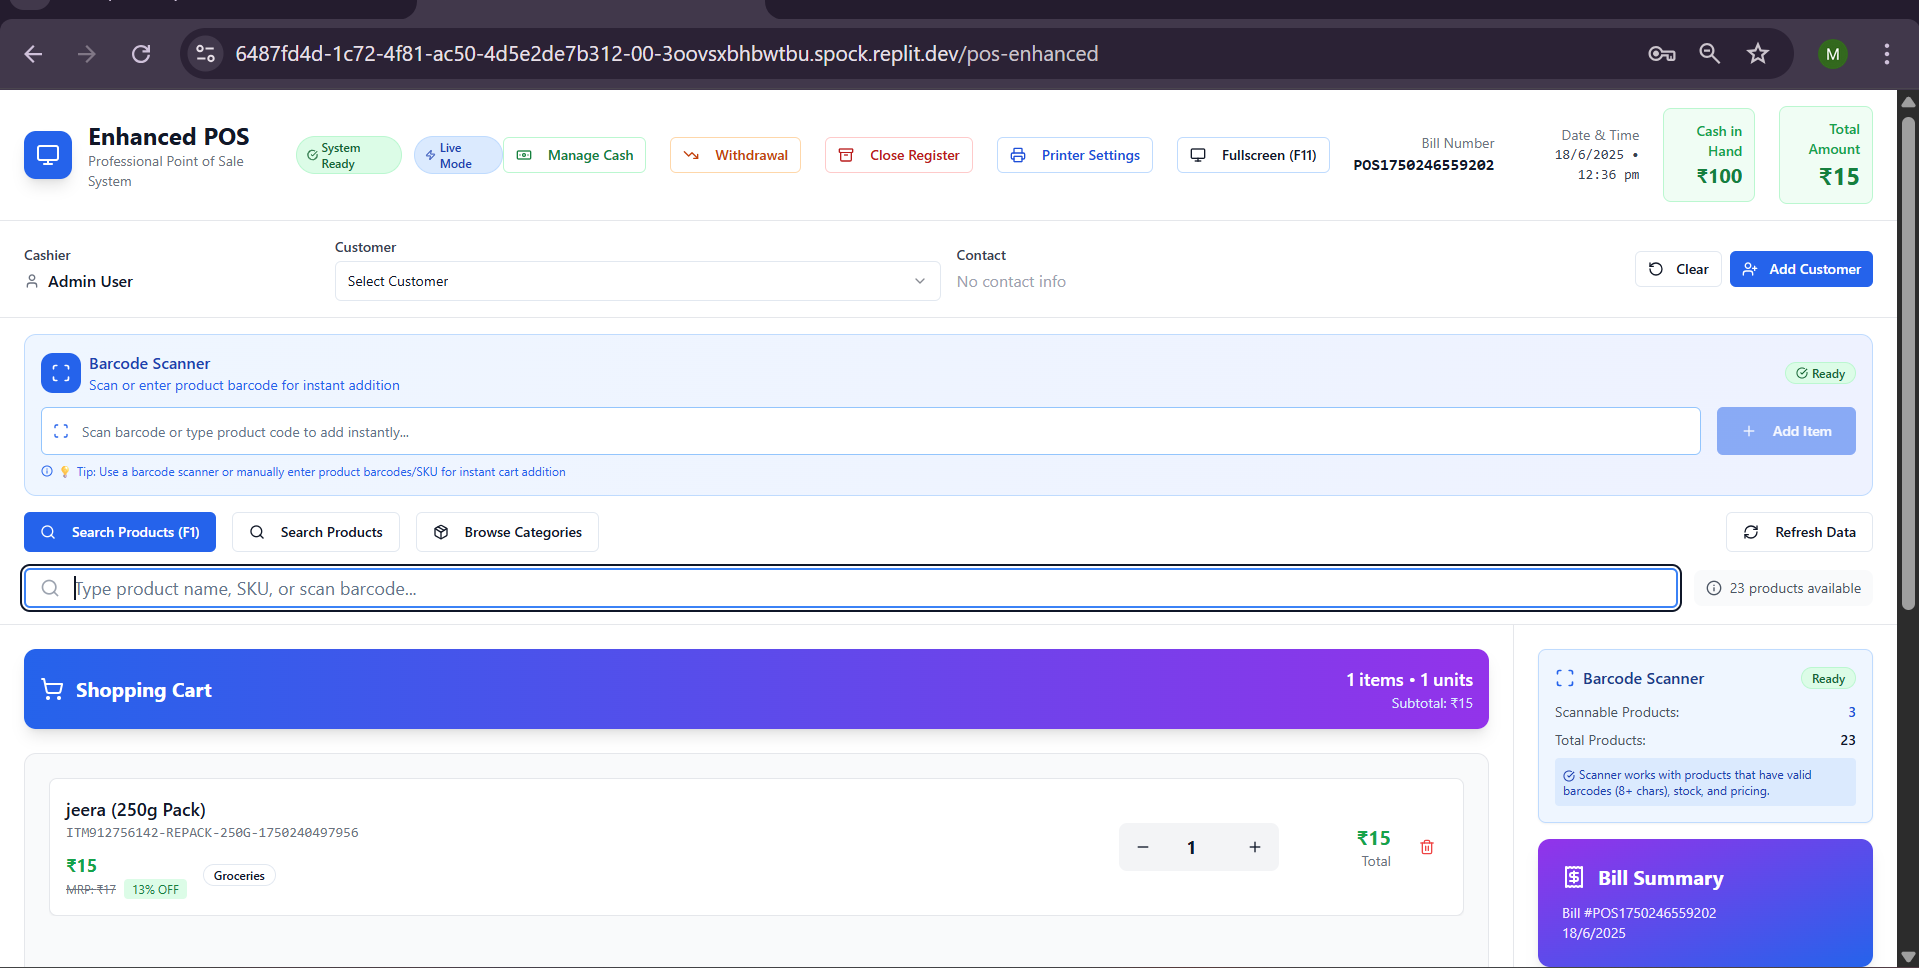 6487fd4d-1c72-4f81-ac50-4d5e2de7b312-00-3oovsxbhbwtbu.spock.replit.dev/pos-enhanced
M
Enhanced POS
Professional Point of Sale
System
System
Ready
Live
Mode
Manage Cash
Withdrawal
Close Register
Printer Settings
Fullscreen (F11)
Bill Number
POS1750246559202
Date & Time
18/6/2025 •
12:36 pm
Cash in
Hand
₹100
Total
Amount
₹15
Cashier
Admin User
Customer
Select Customer
Contact
No contact info
Clear
Add Customer
Barcode Scanner
Scan or enter product barcode for instant addition
Ready
Scan barcode or type product code to add instantly...
Add Item
Tip: Use a barcode scanner or manually enter product barcodes/SKU for instant cart addition
Search Products (F1)
Search Products
Browse Categories
Refresh Data
Type product name, SKU, or scan barcode...
23 products available
Shopping Cart
1 items • 1 units
Subtotal: ₹15
jeera (250g Pack)
ITM912756142-REPACK-250G-1750240497956
₹15
MRP: ₹17
13% OFF
Groceries
1
₹15
Total
Barcode Scanner
Ready
Scannable Products:
3
Total Products:
23
Scanner works with products that have valid
barcodes (8+ chars), stock, and pricing.
Bill Summary
Bill #POS1750246559202
18/6/2025